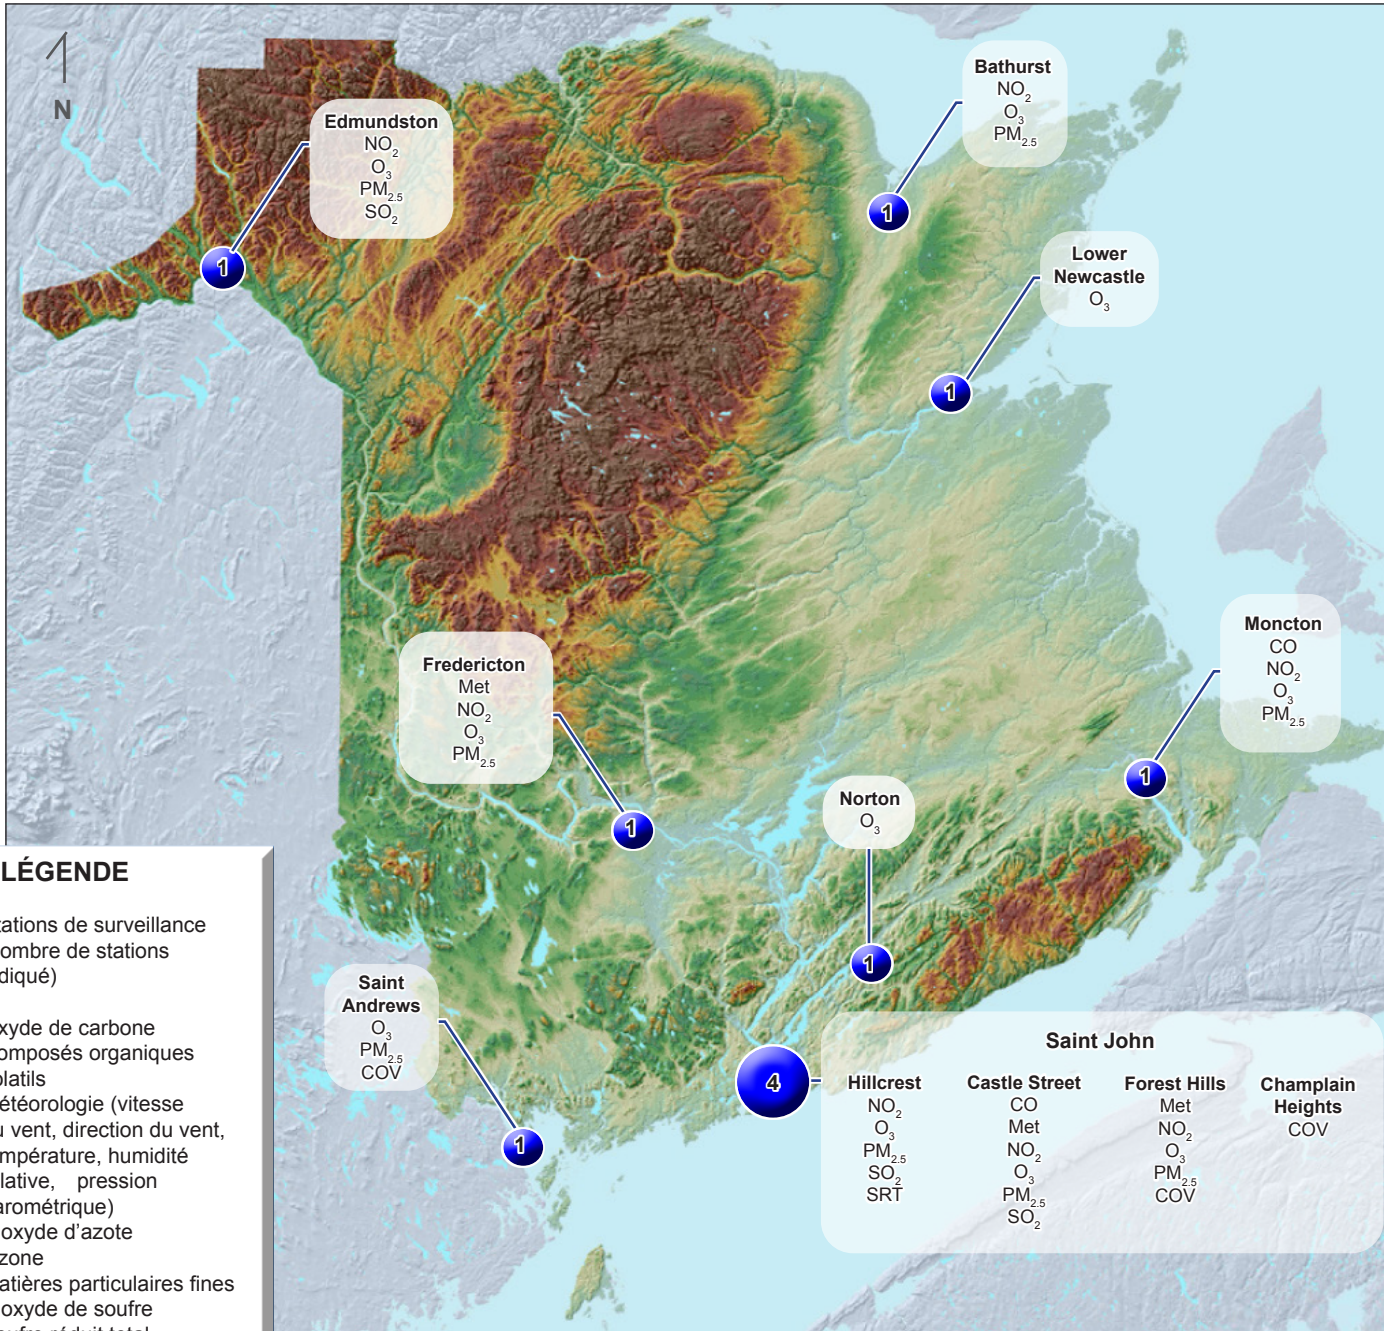 N
Edmundston
NO2
O3
PM2.5
SO2
1
Bathurst
NO2
O3
PM2.5
1
Lower
Newcastle
O3
1
Moncton
CO
NO2
O3
PM2.5
1
Fredericton
Met
NO2
O3
PM2.5
1
Norton
O3
1
Saint
Andrews
O3
PM2.5
COV
1
4
Saint John
Hillcrest
NO2
O3
PM2.5
SO2
SRT
Castle Street
CO
Met
NO2
O3
PM2.5
SO2
Forest Hills
Met
NO2
O3
PM2.5
COV
Champlain
Heights
COV
LÉGENDE
tations de surveillance
ombre de stations
diqué)
xyde de carbone
omposés organiques
olatils
étéorologie (vitesse
u vent, direction du vent,
mpérature, humidité
lative, pression
arométrique)
oxyde d'azote
zone
atières particulaires fines
oxyde de soufre